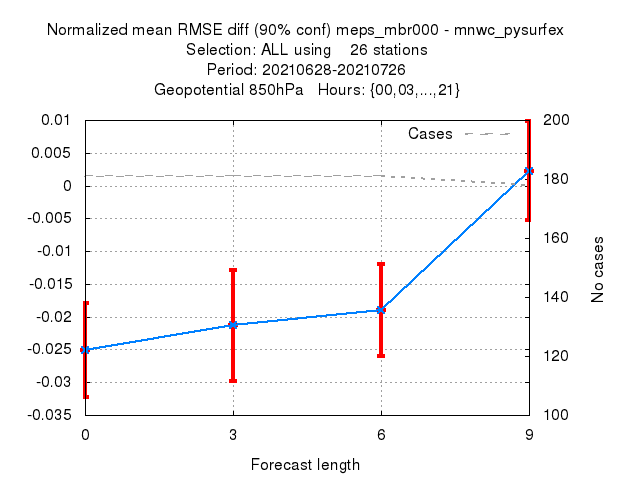 Normalized mean RMSE diff (90% conf) meps_mbr000 - mnwc_pysurfex
Selection: ALL using    26 stations
Period: 20210628-20210726
Geopotential 850hPa   Hours: {00,03,...,21}
0.01
0.005
0
-0.005
-0.01
-0.015
-0.02
-0.025
-0.03
-0.035
Cases
200
180
160
140
120
100
No cases
0 3 6 9
Forecast length